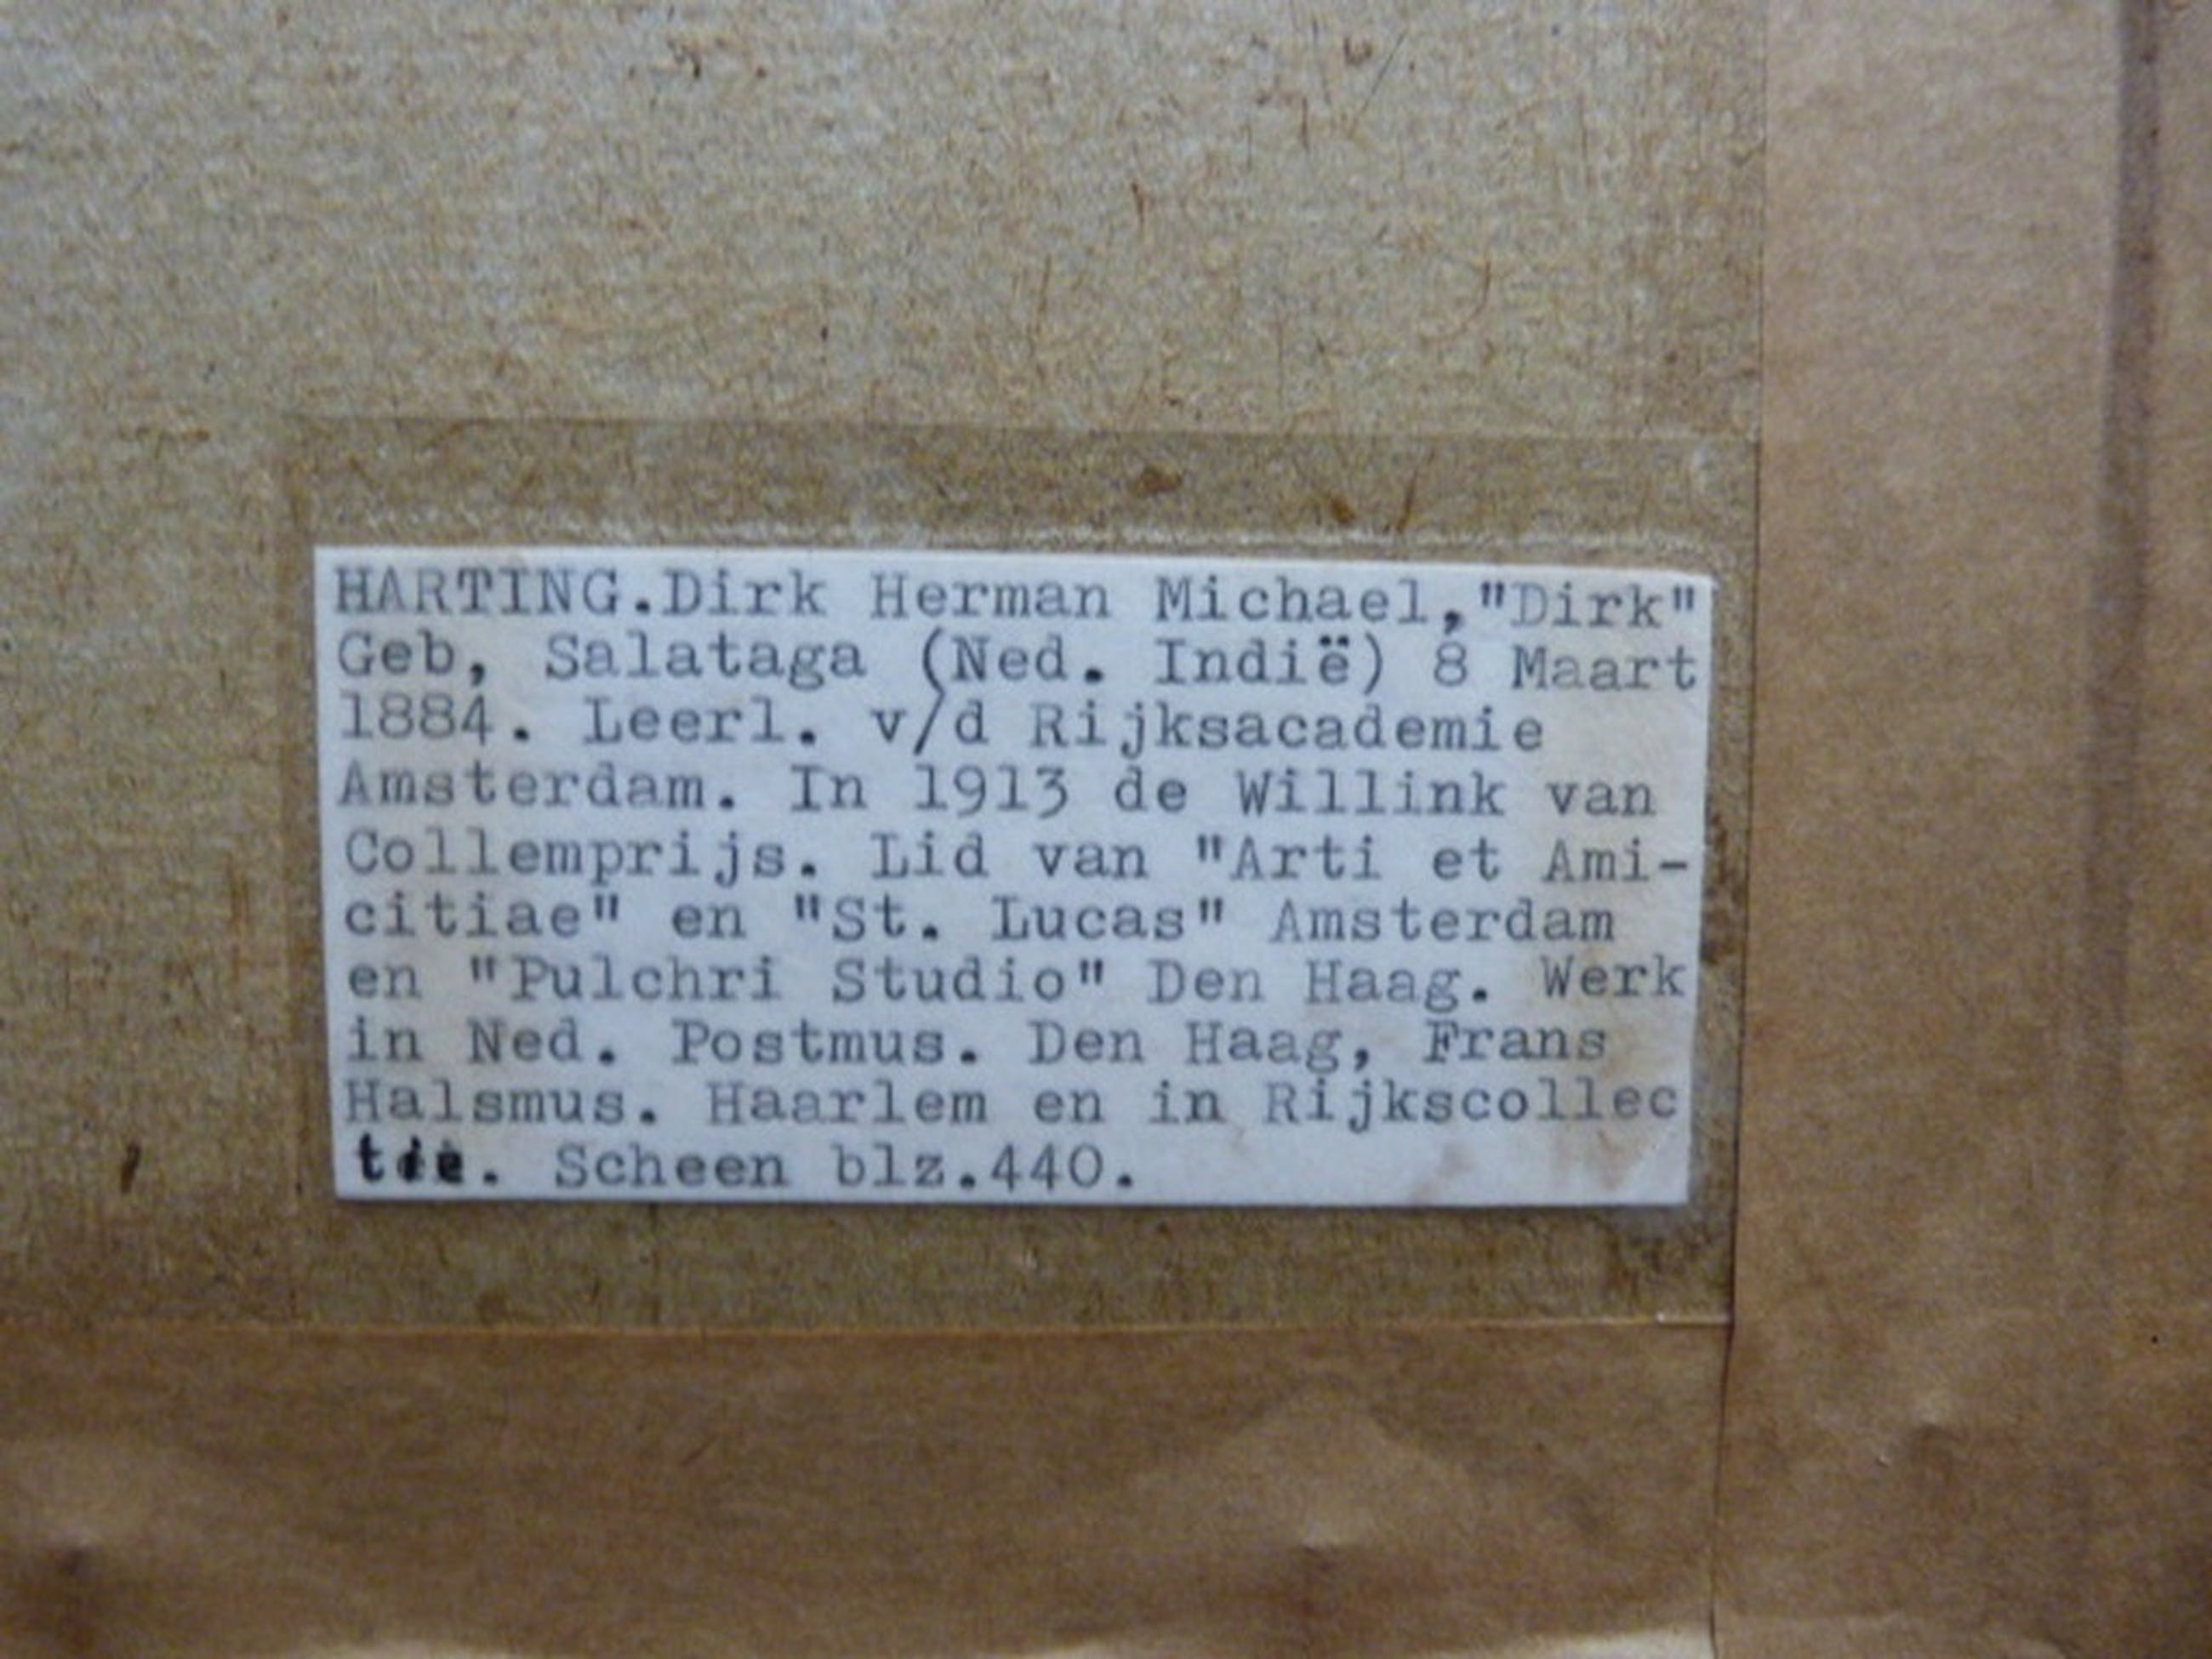 HARTING.Dirk Herman Michael,"Dirk"
Geb, Salataga (Ned. Indië) 8 Maart
1884. Leerl. v/d Rijksacademie
Amsterdam. In 1913 de Willink van
Collemprijs. Lid van "Arti et Ami-
citiae" en "St. Lucas" Amsterdam
en "Pulchri Studio" Den Haag. Werk
in Ned. Postmus. Den Haag, Frans
Halsmus. Haarlem en in Rijkscollec
tie. Scheen blz.440.